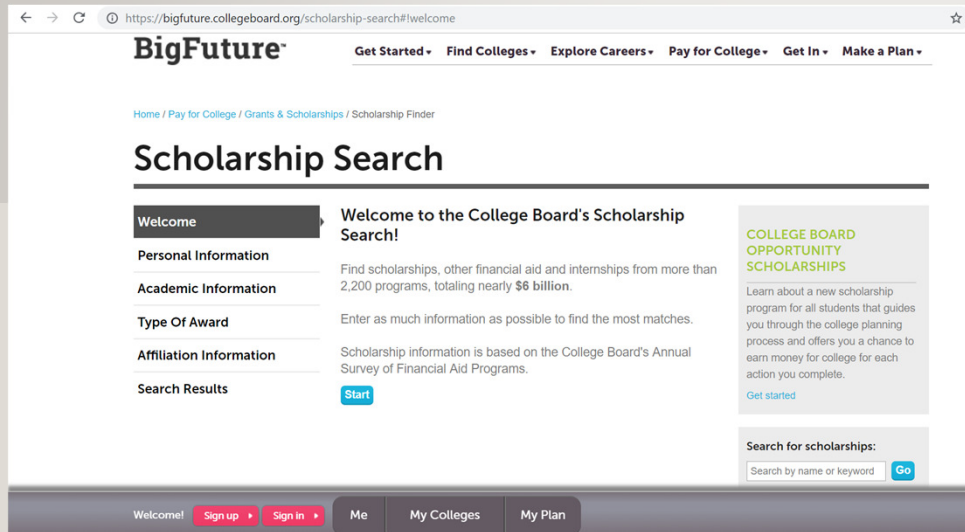 https://bigfuture.collegeboard.org/scholarship-search#!welcome
BigFuture
Get Started Find Colleges Explore Careers Pay for College Get In Make a Plan
Home / Pay for College / Grants & Scholarships / Scholarship Finder
Scholarship Search
Welcome
Personal Information
Academic Information
Type Of Award
Affiliation Information
Search Results
Welcome to the College Board's Scholarship
Search!
Find scholarships, other financial aid and internships from more than
2,200 programs, totaling nearly $6 billion.
Enter as much information as possible to find the most matches.
Scholarship information is based on the College Board's Annual
Survey of Financial Aid Programs.
Start
COLLEGE BOARD
OPPORTUNITY
SCHOLARSHIPS
Learn about a new scholarship
program for all students that guides
you through the college planning
process and offers you a chance to
earn money for college for each
action you complete.
Get started
Search for scholarships:
Search by name or keyword Go
Welcome! Sign up Sign in Me My Colleges My Plan